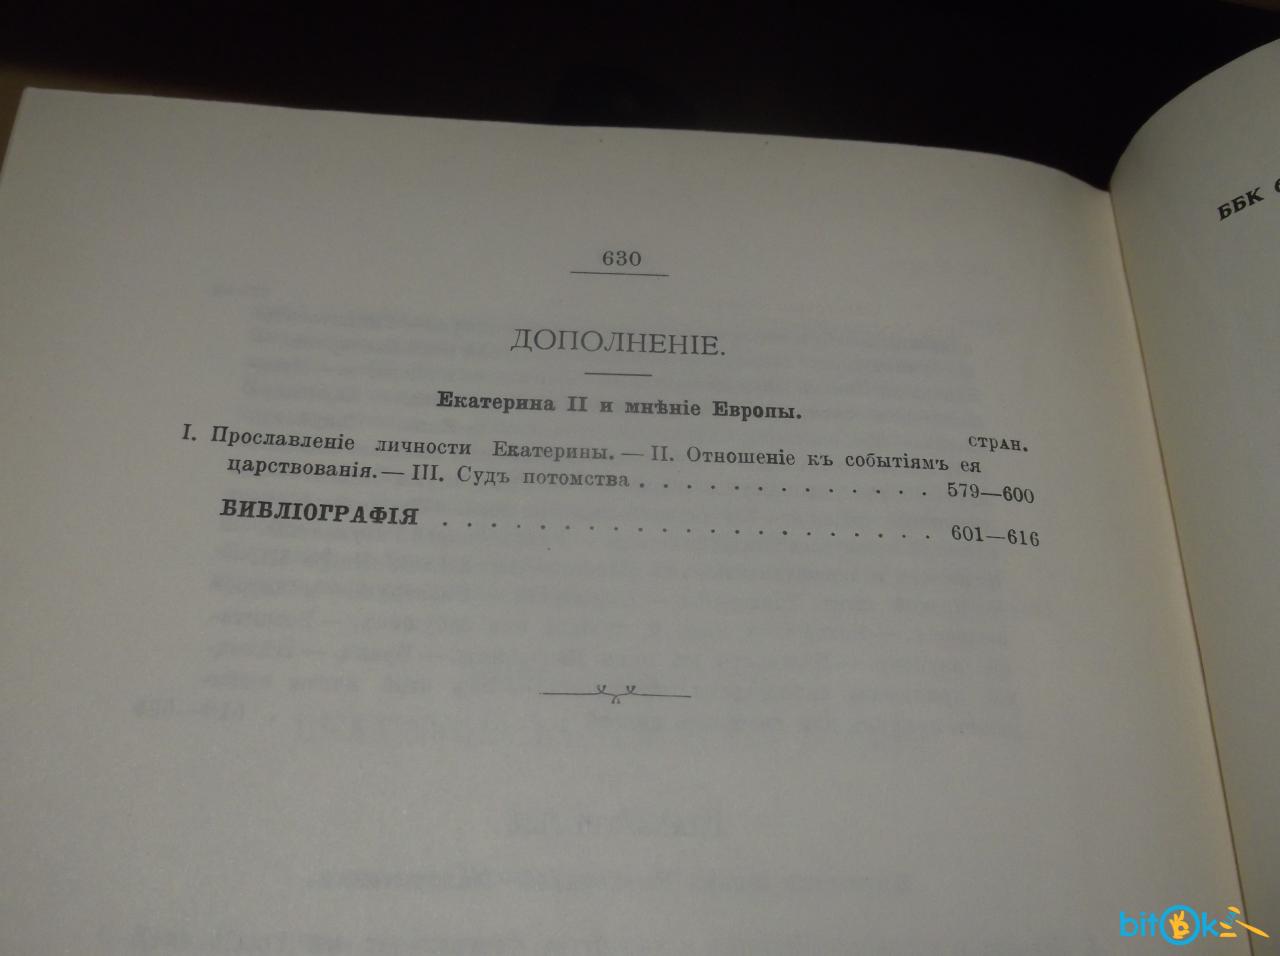 630
ДОПОЛНЕНІЕ.
Екатерина II и мнѣніе Европы.
стран.
I. Прославленіе личности Екатерины. — II. Отношеніе къ событіямъ ея
царствованія. — III. Судъ потомства . . . . . . . . . . . . . 579—600
БИБЛІОГРАФІЯ . . . . . . . . . . . . . . . . . . . . . 601—616
ББК
bitok